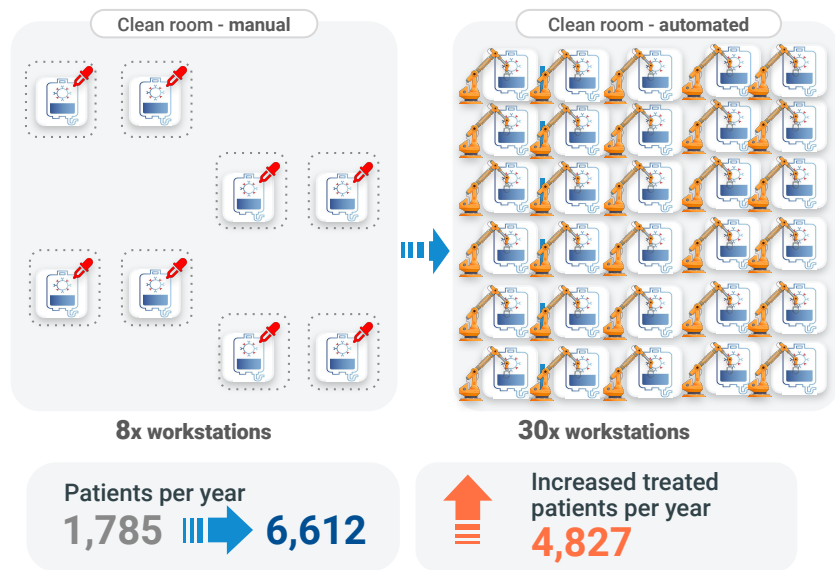 Clean room - manual
Clean room - automated
8x workstations
30x workstations
Patients per year
1,785
6,612
Increased treated
patients per year
4,827